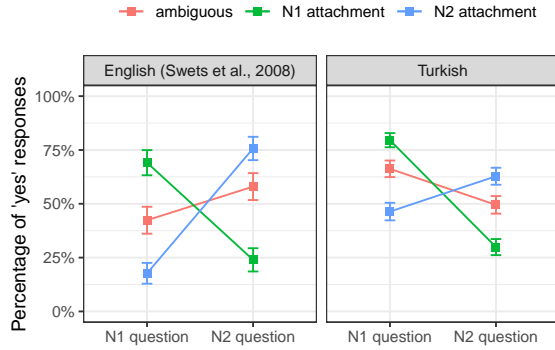 ambiguous N1 attachment N2 attachment
English (Swets et al., 2008) Turkish
Percentage of 'yes' responses
100%
75%
50%
25%
0%
N1 question N2 question N1 question N2 question